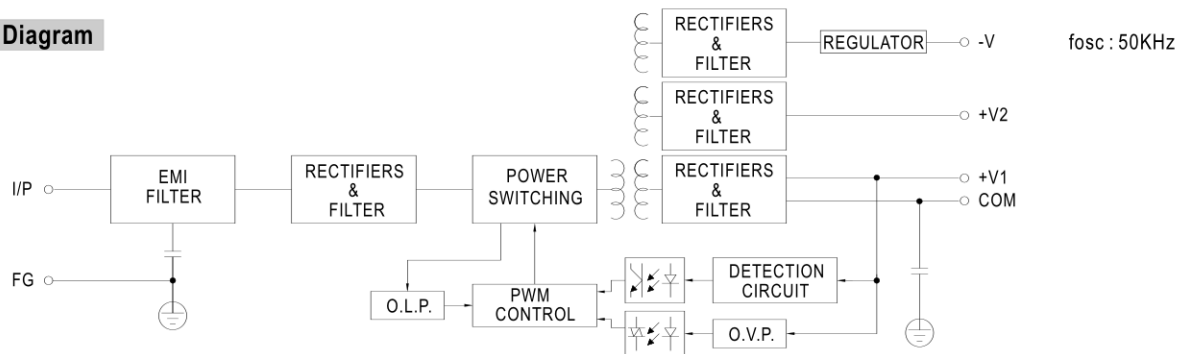 Diagram
RECTIFIERS
&
FILTER
REGULATOR
-V
fosc : 50KHz
RECTIFIERS
&
FILTER
+V2
I/P
EMI
FILTER
RECTIFIERS
&
FILTER
POWER
SWITCHING
RECTIFIERS
&
FILTER
+V1
COM
FG
O.L.P.
PWM
CONTROL
DETECTION
CIRCUIT
O.V.P.